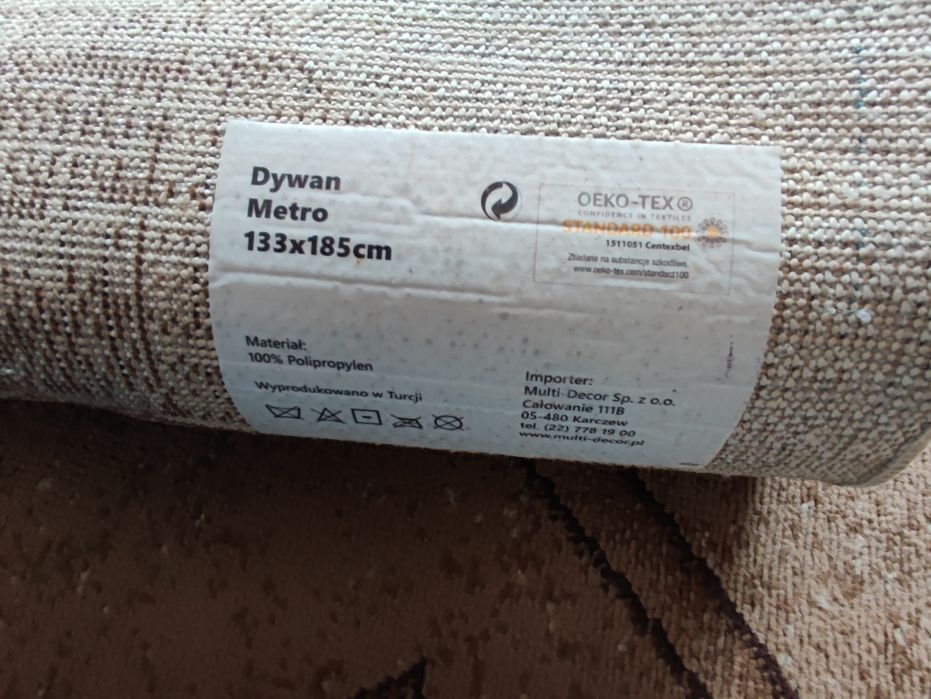 Dywan
Metro
133x185cm
OEKO-TEX®
CONFIDENCE IN TEXTILES
STANDARD 100
1511051 Centexbel
Zbadane na substancje szkodliwe.
www.oeko-tex.com/standard100
Materiał:
100% Polipropylen
Wyprodukowano w Turcji
Importer:
Multi-Decor Sp. z o.o.
Całowanie 111B
05-480 Karczew
tel. (22) 778 19 00
www.multi-decor.pl